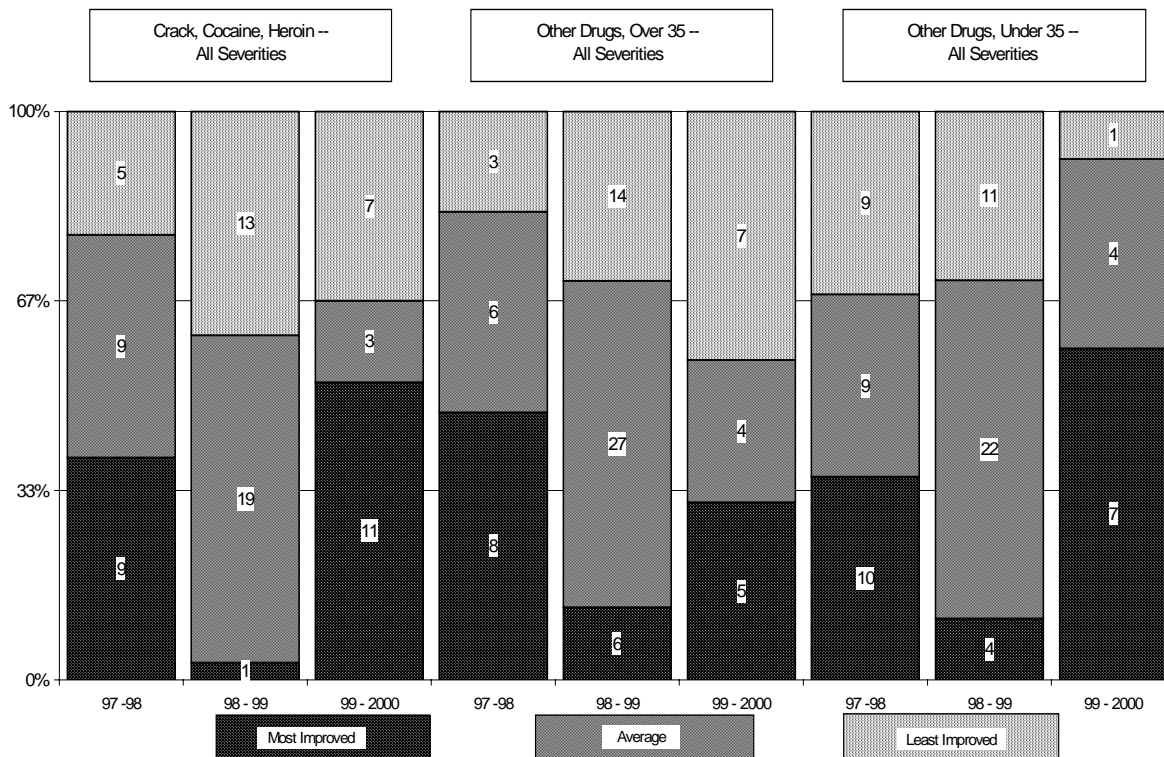 Crack, Cocaine, Heroin --
All Severities
Other Drugs, Over 35 --
All Severities
Other Drugs, Under 35 --
All Severities
100%
67%
33%
0%
5
9
9
13
19
1
7
3
11
3
6
8
14
27
6
7
4
5
9
9
10
11
22
4
1
4
7
97 -98
98 - 99
99 - 2000
97 -98
98 - 99
99 - 2000
97 -98
98 - 99
99 - 2000
Most Improved
Average
Least Improved